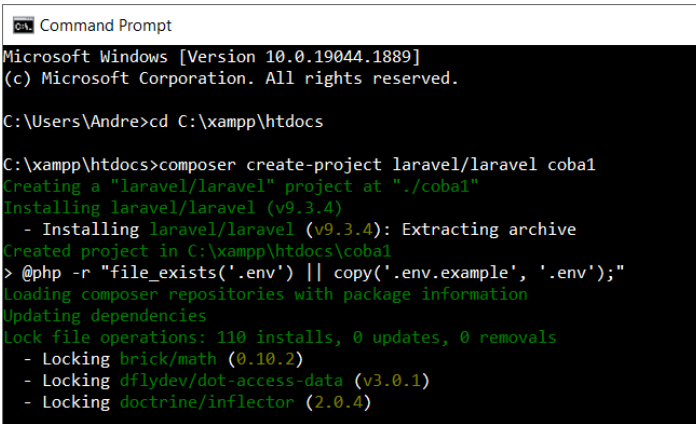 Command Prompt
Microsoft Windows [Version 10.0.19044.1889]
(c) Microsoft Corporation. All rights reserved.
C:\Users\Andre>cd C:\xampp\htdocs
C:\xampp\htdocs>composer create-project laravel/laravel coba1
Creating a "laravel/laravel" project at "./coba1"
Installing laravel/laravel (v9.3.4)
- Installing laravel/laravel (v9.3.4): Extracting archive
Created project in C:\xampp\htdocs\coba1
> @php -r "file_exists('.env') || copy('.env.example', '.env');"
Loading composer repositories with package information
Updating dependencies
Lock file operations: 110 installs, 0 updates, 0 removals
- Locking brick/math (0.10.2)
- Locking dflydev/dot-access-data (v3.0.1)
- Locking doctrine/inflector (2.0.4)